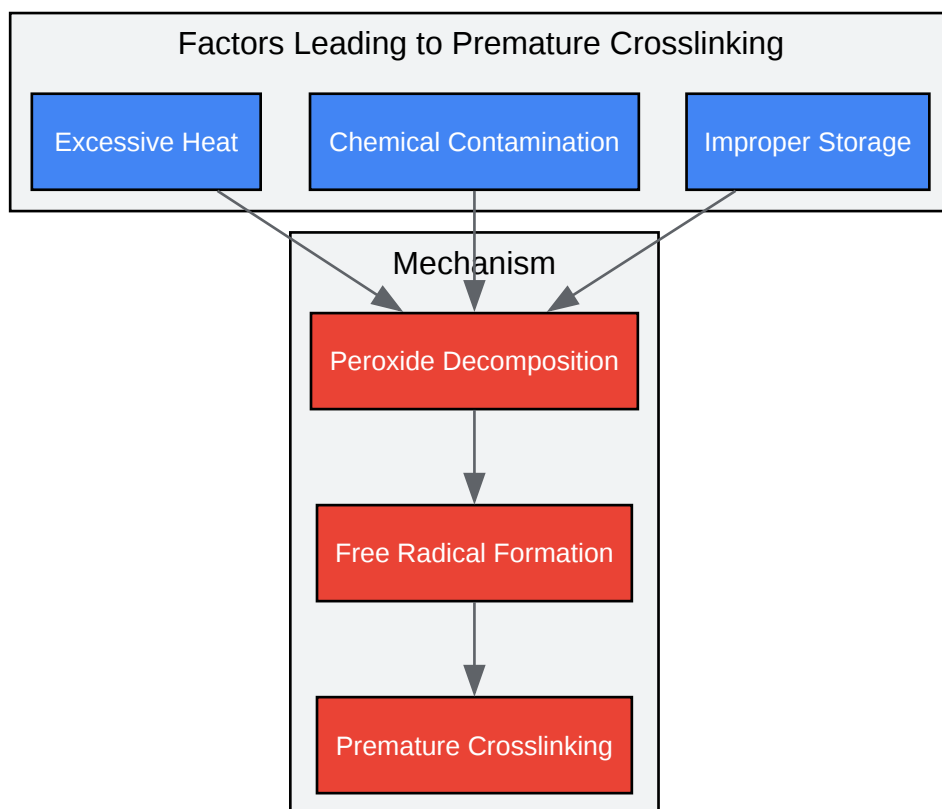 Factors Leading to Premature Crosslinking
Excessive Heat
Chemical Contamination
Improper Storage
Mechanism
Peroxide Decomposition
Free Radical Formation
Premature Crosslinking